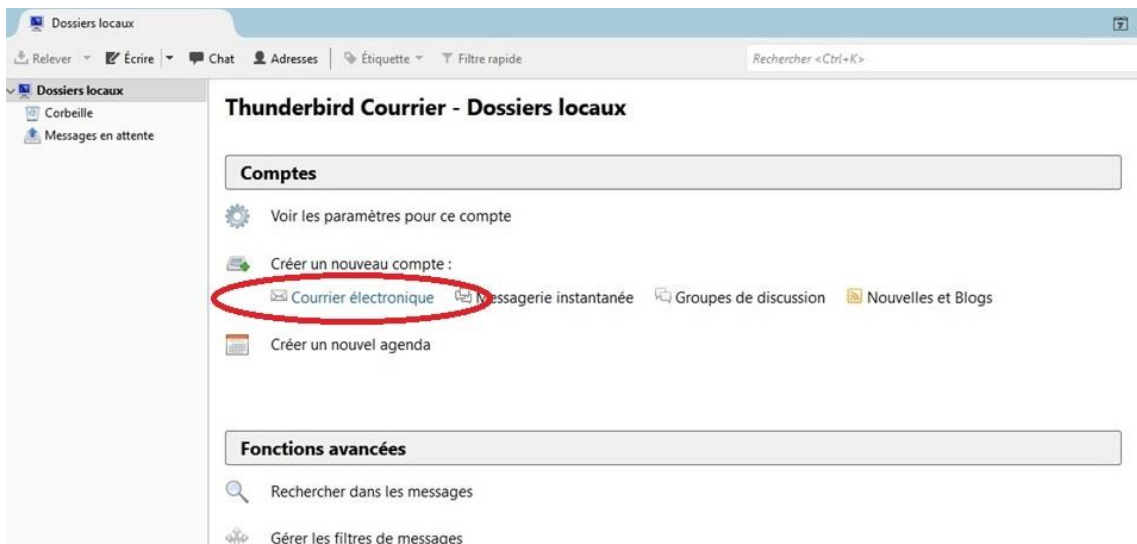 Dossiers locaux
Relever Écrire Chat Adresses Étiquette Filtre rapide Rechercher <Ctrl+K>
Dossiers locaux
Corbeille
Messages en attente
Thunderbird Courrier - Dossiers locaux
Comptes
Voir les paramètres pour ce compte
Créer un nouveau compte :
Courrier électronique Messagerie instantanée Groupes de discussion Nouvelles et Blogs
Créer un nouvel agenda
Fonctions avancées
Rechercher dans les messages
Gérer les filtres de messages